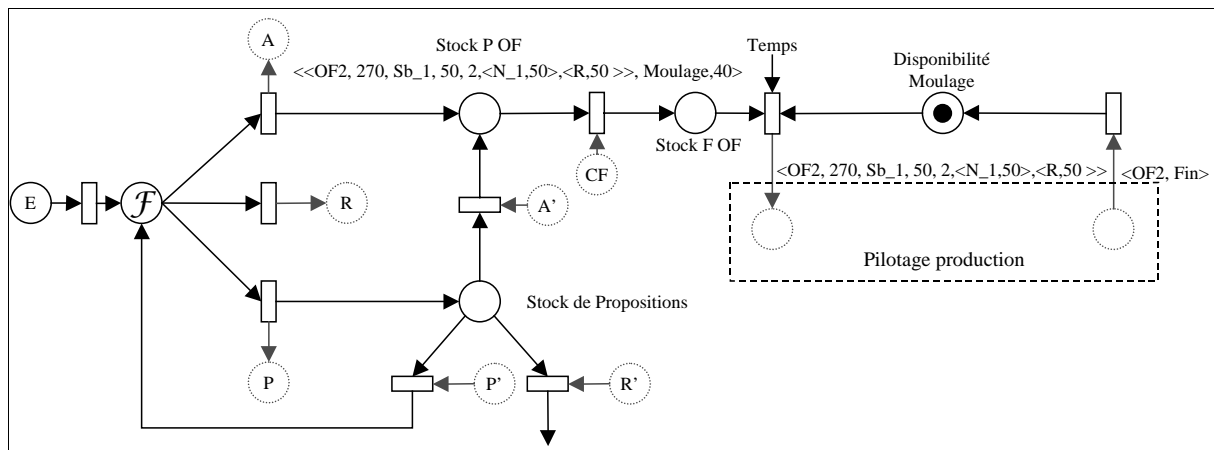 A
Stock P OF
<<OF2, 270, Sb_1, 50, 2,<N_1,50>,<R,50 >>, Moulage,40>
Temps
Disponibilité
Moulage
Stock F OF
CF
<OF2, 270, Sb_1, 50, 2,<N_1,50>,<R,50 >>
<OF2, Fin>
E
ℱ
R
A'
Pilotage production
Stock de Propositions
P
P'
R'